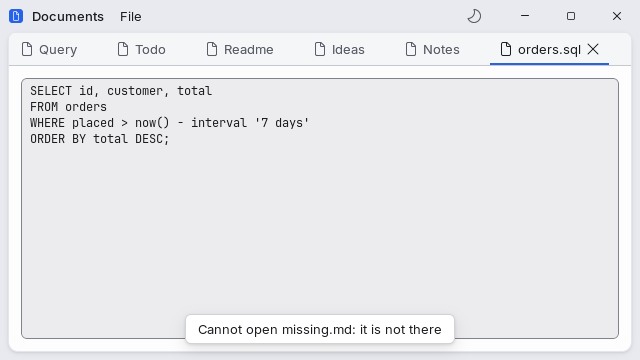 Documents File
Query Todo Readme Ideas Notes orders.sql
SELECT id, customer, total
FROM orders
WHERE placed > now() - interval '7 days'
ORDER BY total DESC;
Cannot open missing.md: it is not there